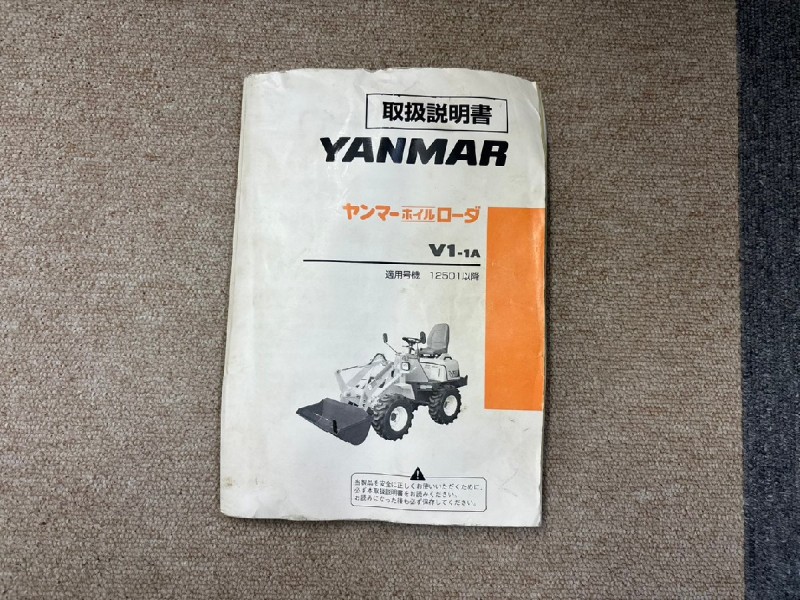 取扱説明書
YANMAR
ヤンマーホイルローダ
V1-1A
適用号機 12501以降
当製品を安全に正しくお使いいただくために、
必ず本取扱説明書をお読みください。
お読みになった後も必ず保存してください。